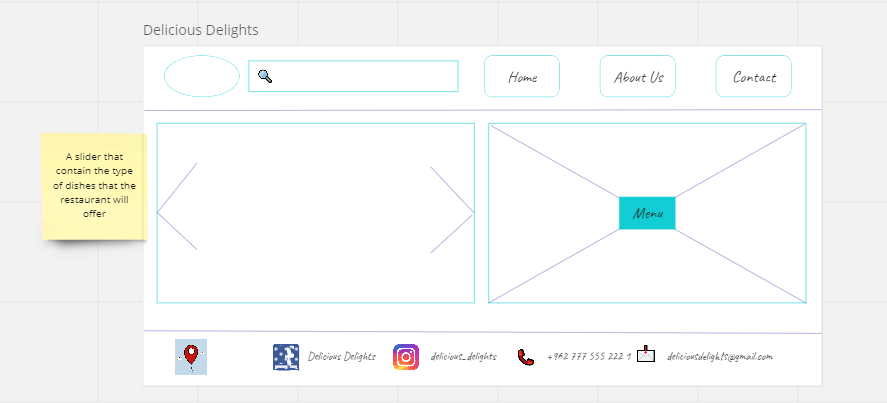 Delicious Delights
Home
About Us
Contact
A slider that
contain the type
of dishes that the
restaurant will
offer
Menu
Delicious Delights
delicious_delights
+962 777 555 222 1
deliciousdelights@gmail.com